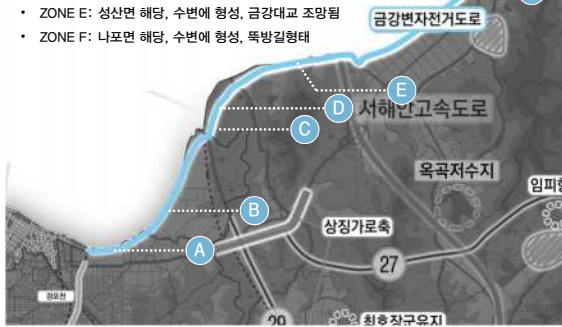 • ZONE E: 성산면 해당, 수변에 형성, 금강대교 조망됨
• ZONE F: 나포면 해당, 수변에 형성, 뚝방길형태
금강변자전거도로
E
D
서해안고속도로
C
옥곡저수지
임피향
B
상징가로축
A
27
경포천
29
최호장군유지